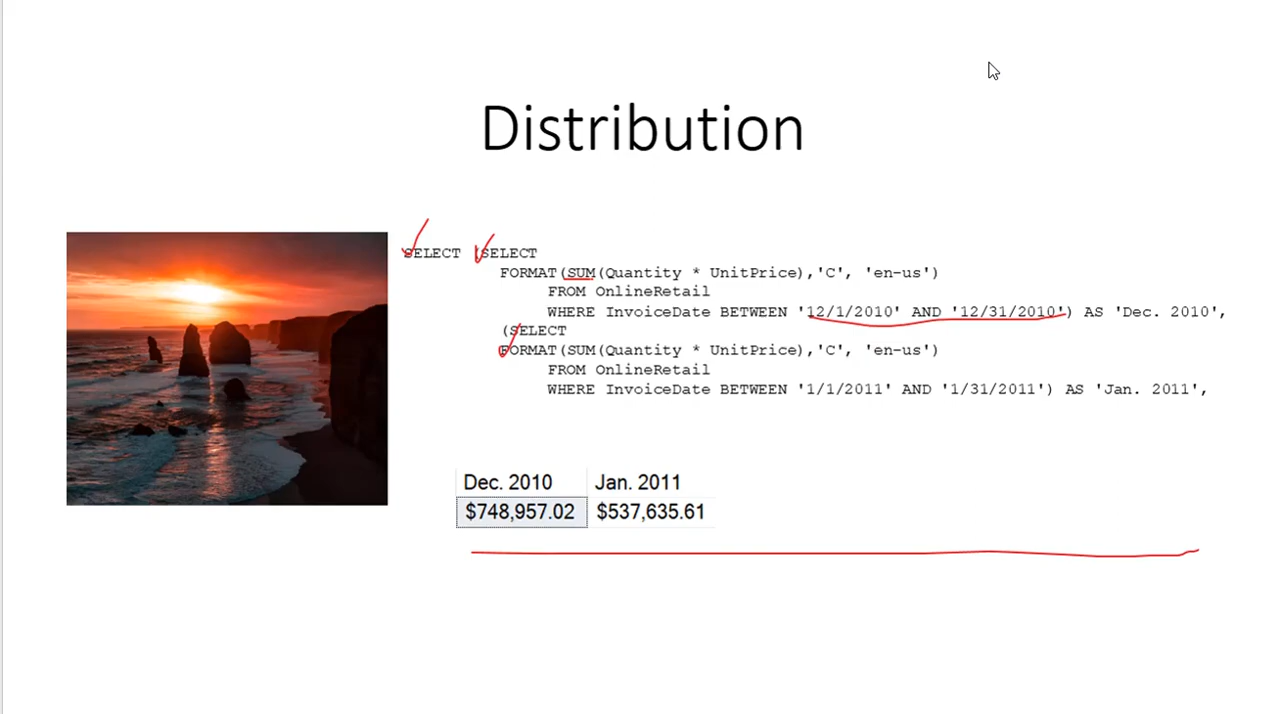 Distribution
SELECT (SELECT
FORMAT(SUM(Quantity * UnitPrice),'C', 'en-us')
FROM OnlineRetail
WHERE InvoiceDate BETWEEN '12/1/2010' AND '12/31/2010') AS 'Dec. 2010',
(SELECT
FORMAT(SUM(Quantity * UnitPrice),'C', 'en-us')
FROM OnlineRetail
WHERE InvoiceDate BETWEEN '1/1/2011' AND '1/31/2011') AS 'Jan. 2011',
Dec. 2010 Jan. 2011
$748,957.02 $537,635.61